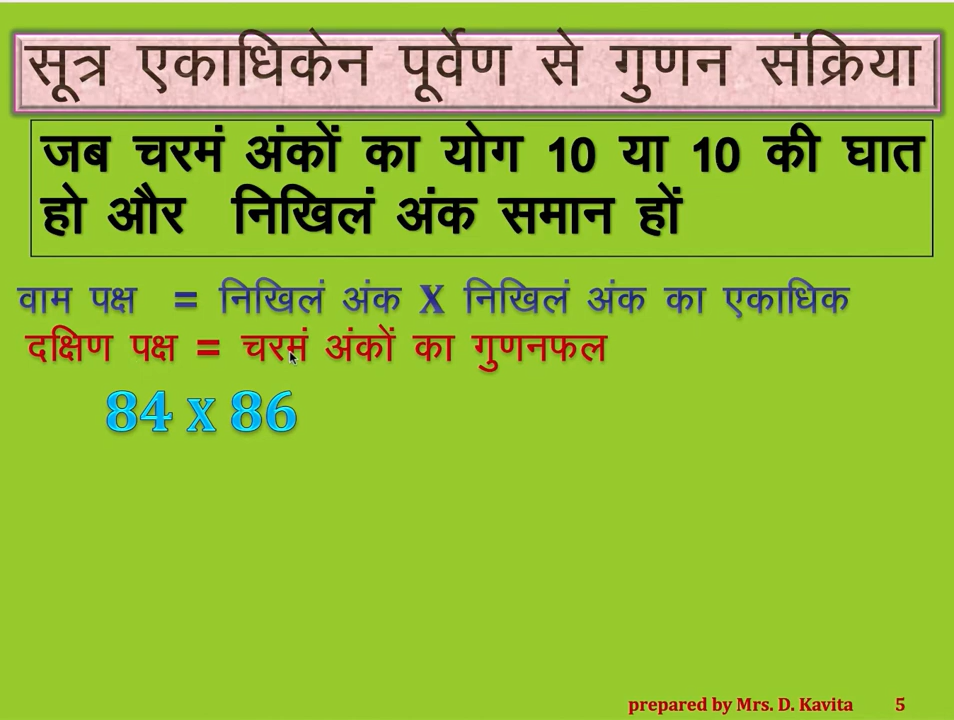 सूत्र एकाधिकेन पूर्वेण से गुणन संक्रिया
जब चरमं अंकों का योग 10 या 10 की घात
हो और निखिलं अंक समान हों
वाम पक्ष = निखिलं अंक X निखिलं अंक का एकाधिक
दक्षिण पक्ष = चरमं अंकों का गुणनफल
84 x 86
prepared by Mrs. D. Kavita 5